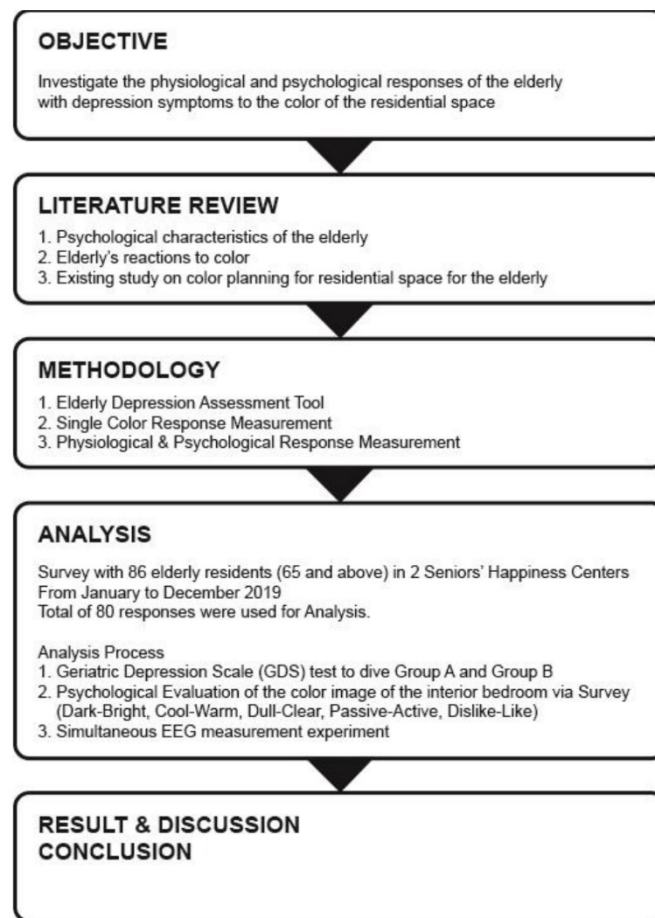 OBJECTIVE
Investigate the physiological and psychological responses of the elderly
with depression symptoms to the color of the residential space
LITERATURE REVIEW
1. Psychological characteristics of the elderly
2. Elderly's reactions to color
3. Existing study on color planning for residential space for the elderly
METHODOLOGY
1. Elderly Depression Assessment Tool
2. Single Color Response Measurement
3. Physiological & Psychological Response Measurement
ANALYSIS
Survey with 86 elderly residents (65 and above) in 2 Seniors' Happiness Centers
From January to December 2019
Total of 80 responses were used for Analysis.
Analysis Process
1. Geriatric Depression Scale (GDS) test to dive Group A and Group B
2. Psychological Evaluation of the color image of the interior bedroom via Survey
(Dark-Bright, Cool-Warm, Dull-Clear, Passive-Active, Dislike-Like)
3. Simultaneous EEG measurement experiment
RESULT & DISCUSSION
CONCLUSION